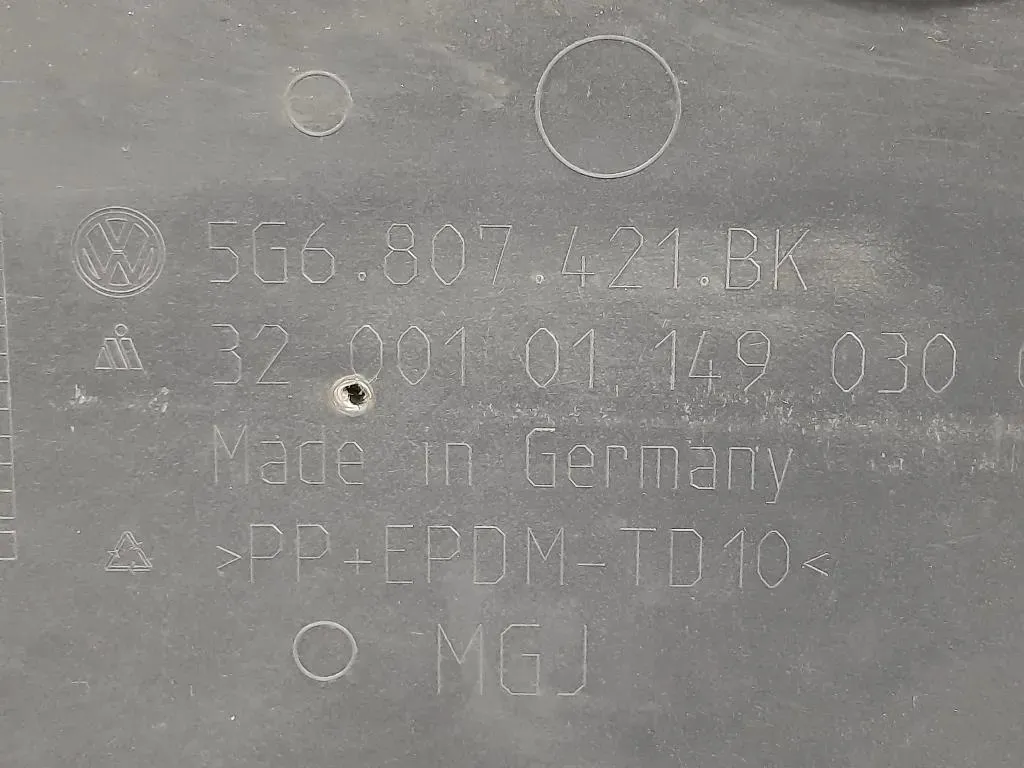 5G6.807.421.BK
32 001 01 149 030
Made in Germany
>PP+EPDM-TD10<
MGJ